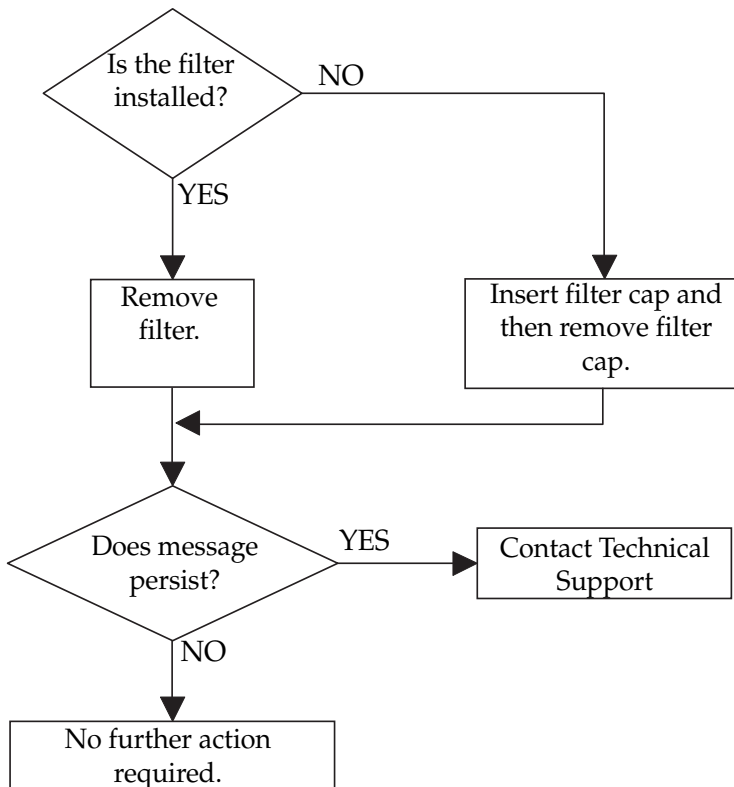 Is the filter
installed?
NO
YES
Remove
filter.
Insert filter cap and
then remove filter
cap.
Does message
persist?
YES
Contact Technical
Support
NO
No further action
required.